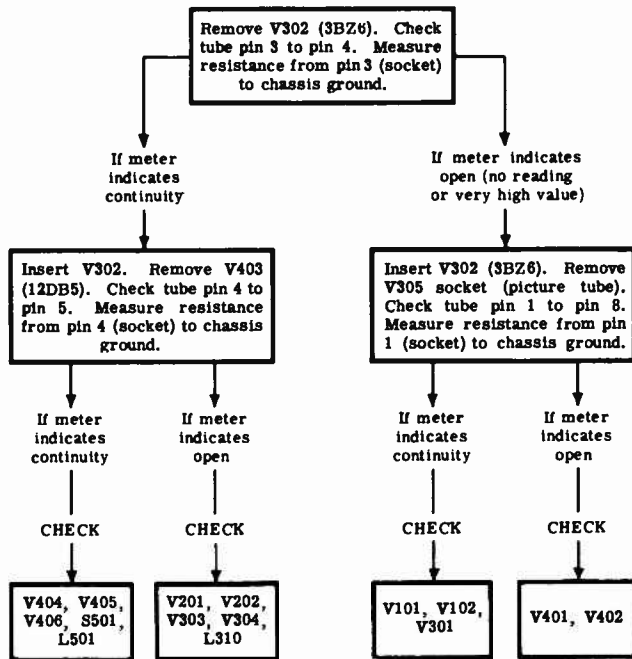 Remove V302 (3BZ6). Check
tube pin 3 to pin 4. Measure
resistance from pin 3 (socket)
to chassis ground.
If meter
indicates
continuity
If meter indicates
open (no reading
or very high value)
Insert V302. Remove V403
(12DB5). Check tube pin 4 to
pin 5. Measure resistance
from pin 4 (socket) to chassis
ground.
Insert V302 (3BZ6). Remove
V305 socket (picture tube).
Check tube pin 1 to pin 8.
Measure resistance from pin
1 (socket) to chassis ground.
If meter
indicates
continuity
If meter
indicates
open
If meter
indicates
continuity
If meter
indicates
open
CHECK
CHECK
CHECK
CHECK
V404, V405,
V406, S501,
L501
V201, V202,
V303, V304,
L310
V101, V102,
V301
V401, V402